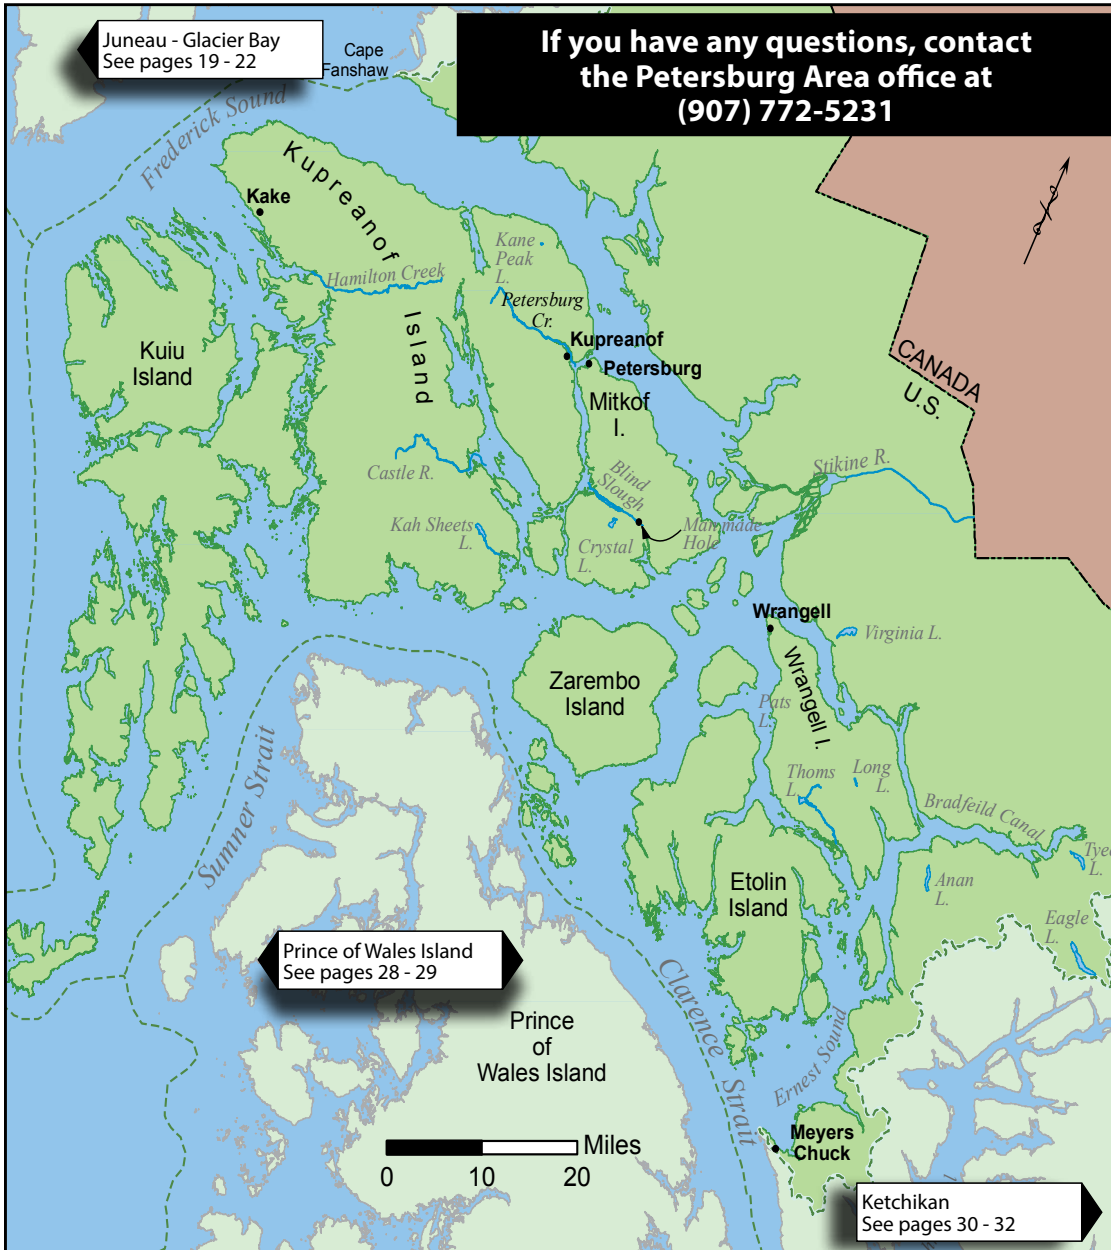 Juneau - Glacier Bay
See pages 19 - 22
Cape
Fanshaw
If you have any questions, contact
the Petersburg Area office at
(907) 772-5231
Frederick Sound
Kupreanof
Island
Kake
Kane
Peak
L.
Hamilton Creek
Petersburg
Cr.
Kupreanof
Petersburg
Kuiu
Island
Mitkof
I.
CANADA
U.S.
Castle R.
Blind
Slough
Stikine R.
Kah Sheets
L.
Crystal
L.
Man made
Hole
Wrangell
Virginia L.
Zarembo
Island
Wrangell I.
Pats
L.
Sumner Strait
Thoms
L.
Long
L.
Bradfeild Canal
Tyee
L.
Etolin
Island
Anan
L.
Eagle
L.
Prince of Wales Island
See pages 28 - 29
Clarence Strait
Prince
of
Wales Island
Ernest Sound
Meyers
Chuck
Miles
0 10 20
Ketchikan
See pages 30 - 32